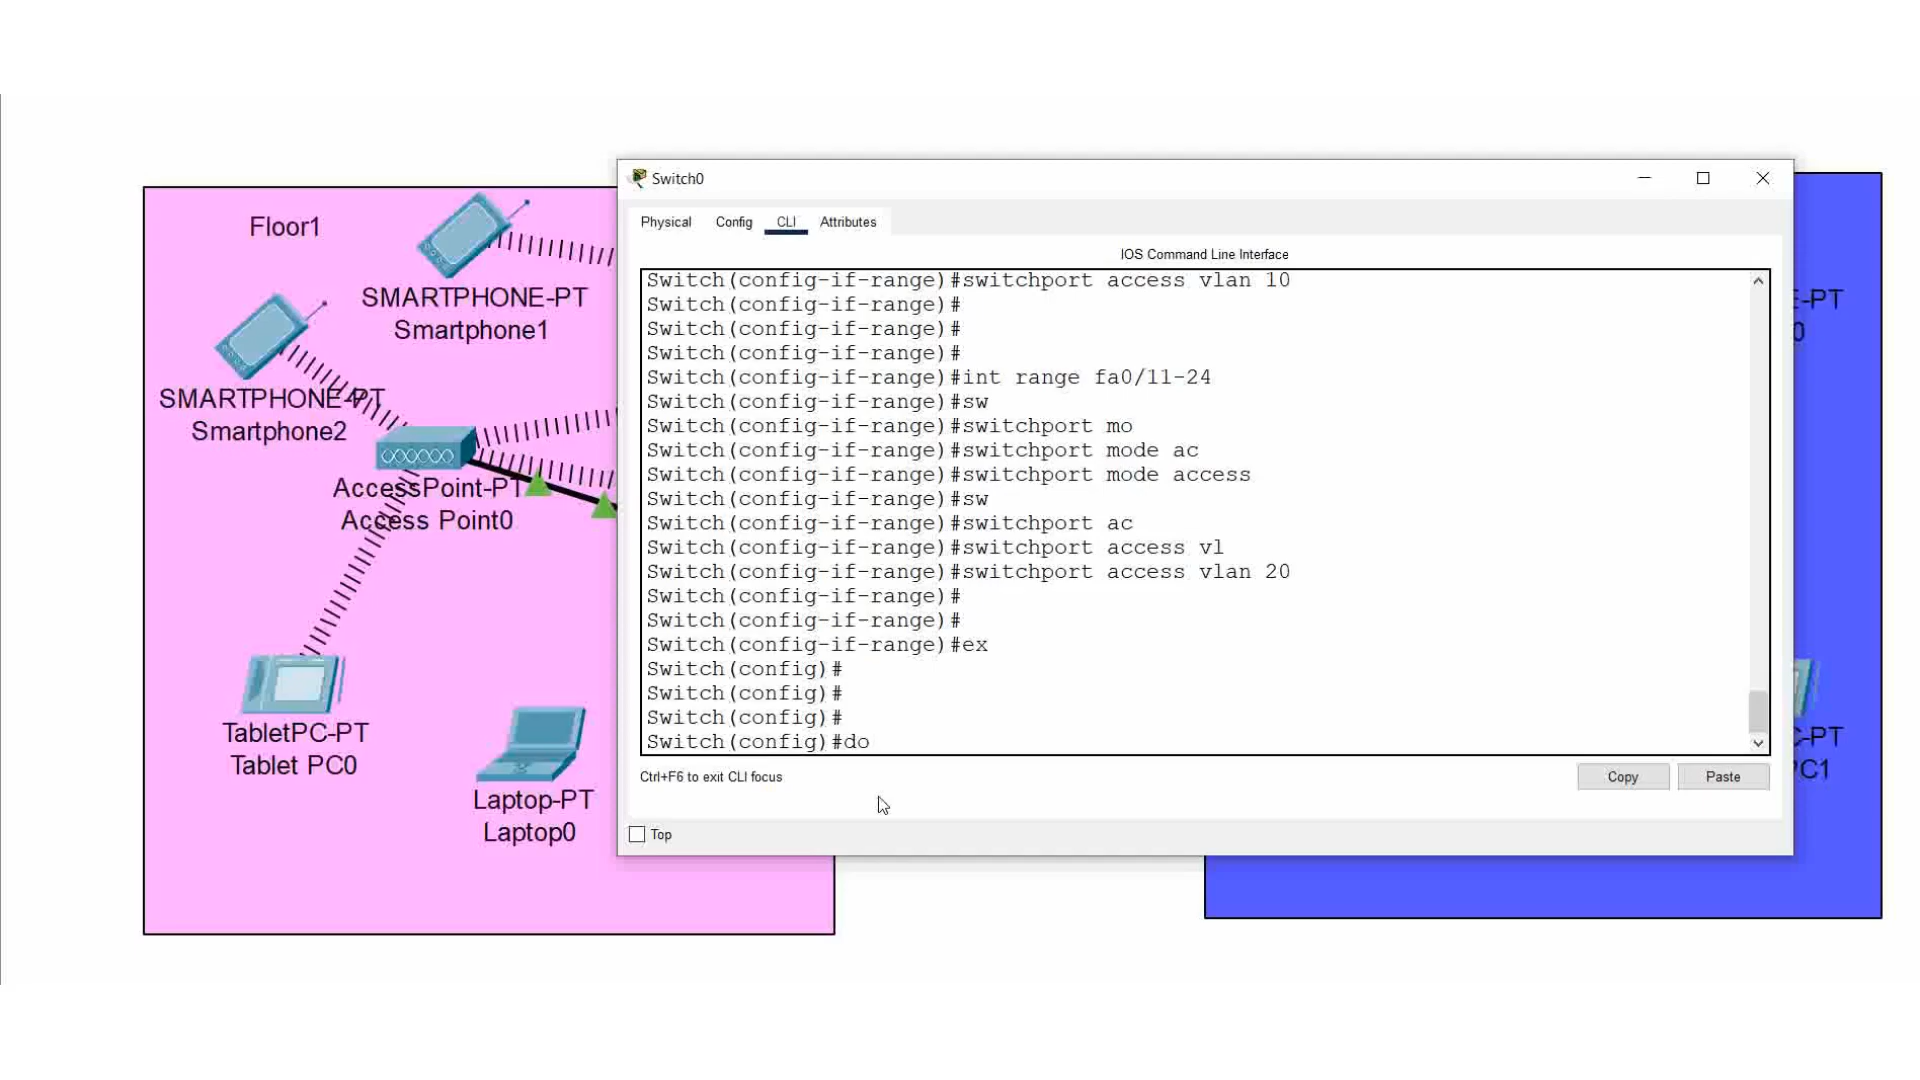 Floor1
SMARTPHONE-PT
Smartphone1
SMARTPHONE-PT
Smartphone2
AccessPoint-PT
Access Point0
TabletPC-PT
Tablet PC0
Laptop-PT
Laptop0
Switch0
Physical Config CLI Attributes
IOS Command Line Interface
Switch(config-if-range)#switchport access vlan 10
Switch(config-if-range)#
Switch(config-if-range)#
Switch(config-if-range)#
Switch(config-if-range)#int range fa0/11-24
Switch(config-if-range)#sw
Switch(config-if-range)#switchport mo
Switch(config-if-range)#switchport mode ac
Switch(config-if-range)#switchport mode access
Switch(config-if-range)#sw
Switch(config-if-range)#switchport ac
Switch(config-if-range)#switchport access vl
Switch(config-if-range)#switchport access vlan 20
Switch(config-if-range)#
Switch(config-if-range)#
Switch(config-if-range)#ex
Switch(config)#
Switch(config)#
Switch(config)#
Switch(config)#do
Ctrl+F6 to exit CLI focus
Copy Paste
Top
E-PT
0
C-PT
PC1